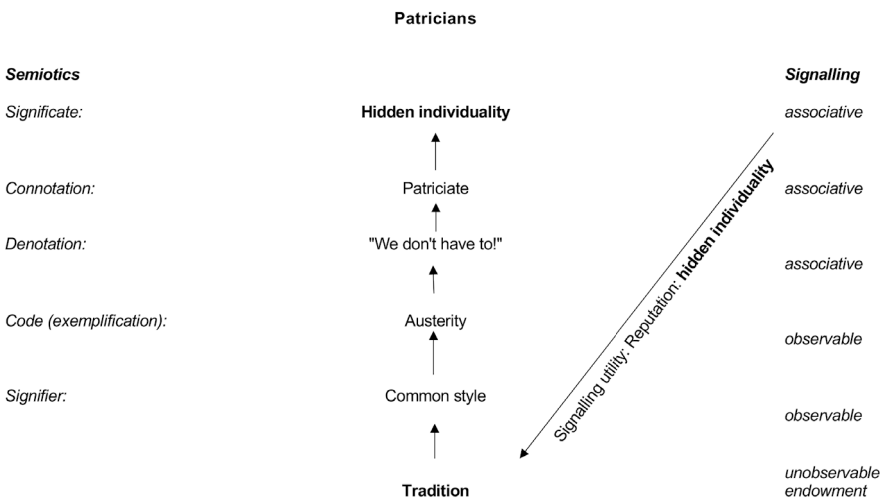 Patricians
Semiotics
Signalling
Significate:
Hidden individuality
associative
Connotation:
Patriciate
associative
Denotation:
"We don't have to!"
associative
Code (exemplification):
Austerity
observable
Signifier:
Common style
observable
Signalling utility: Reputation: hidden individuality
Tradition
unobservable
endowment